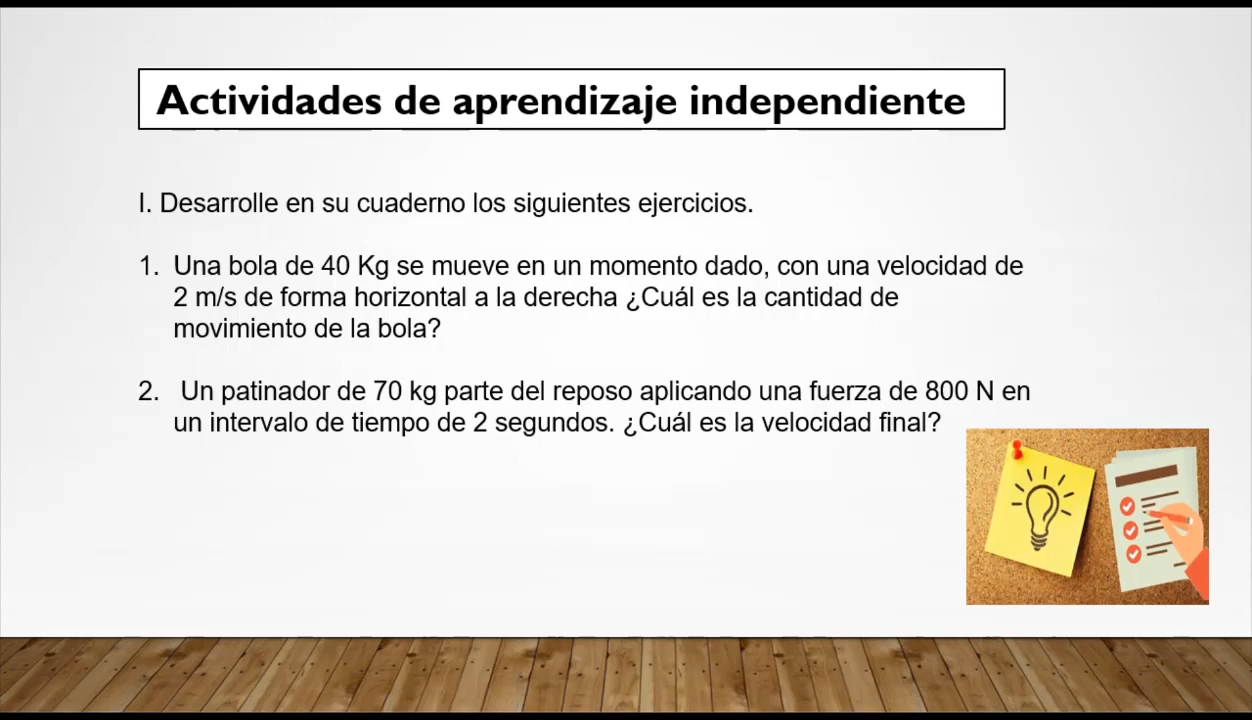 Actividades de aprendizaje independiente
I. Desarrolle en su cuaderno los siguientes ejercicios.
1. Una bola de 40 Kg se mueve en un momento dado, con una velocidad de
2 m/s de forma horizontal a la derecha ¿Cuál es la cantidad de
movimiento de la bola?
2. Un patinador de 70 kg parte del reposo aplicando una fuerza de 800 N en
un intervalo de tiempo de 2 segundos. ¿Cuál es la velocidad final?